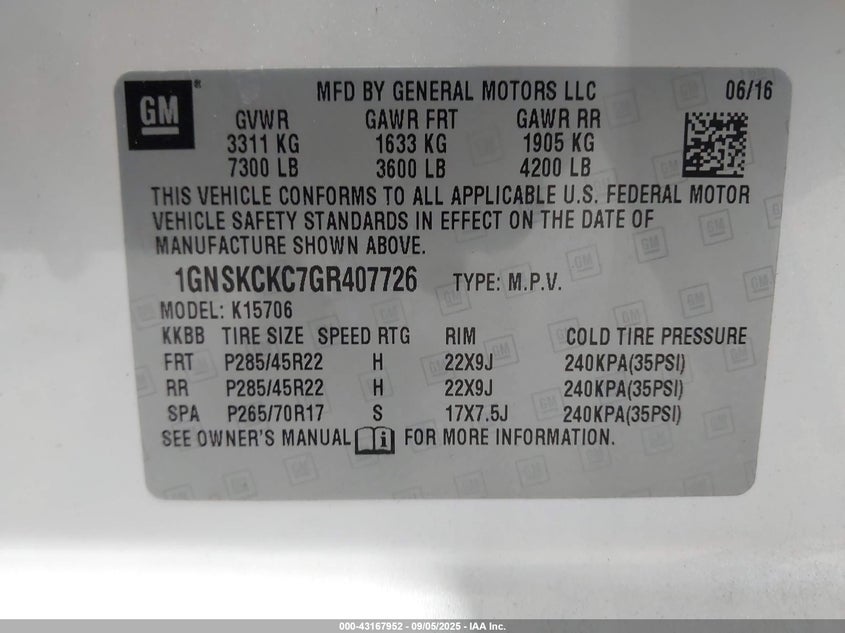 GM® MFD BY GENERAL MOTORS LLC 06/16
GVWR GAWR FRT GAWR RR
3311 KG 1633 KG 1905 KG
7300 LB 3600 LB 4200 LB
THIS VEHICLE CONFORMS TO ALL APPLICABLE U.S. FEDERAL MOTOR
VEHICLE SAFETY STANDARDS IN EFFECT ON THE DATE OF
MANUFACTURE SHOWN ABOVE.
1GNSKCKC7GR407726 TYPE: M.P.V.
MODEL: K15706
KKBB TIRE SIZE SPEED RTG RIM COLD TIRE PRESSURE
FRT P285/45R22 H 22X9J 240KPA(35PSI)
RR P285/45R22 H 22X9J 240KPA(35PSI)
SPA P265/70R17 S 17X7.5J 240KPA(35PSI)
SEE OWNER'S MANUAL FOR MORE INFORMATION.
000-43167952 - 09/05/2025 - IAA Inc.